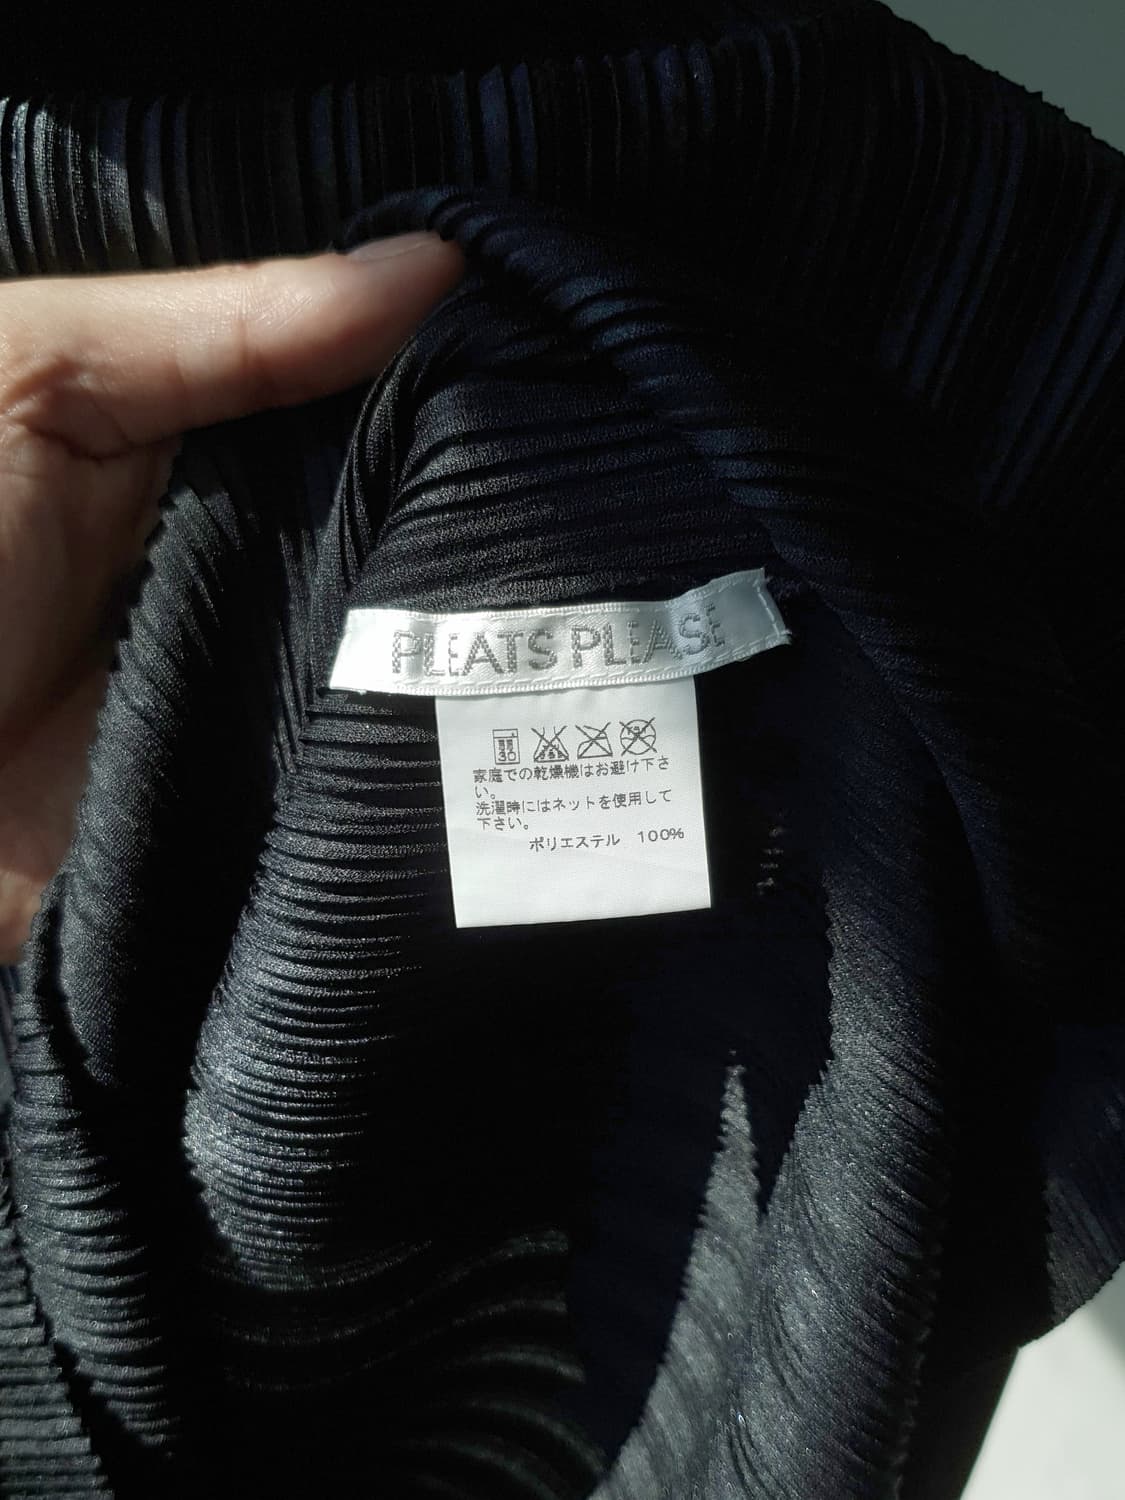 PLEATS PLEASE
30
家庭での乾燥機はお避け下さ
い。
洗濯時にはネットを使用して
下さい。
ポリエステル 100%